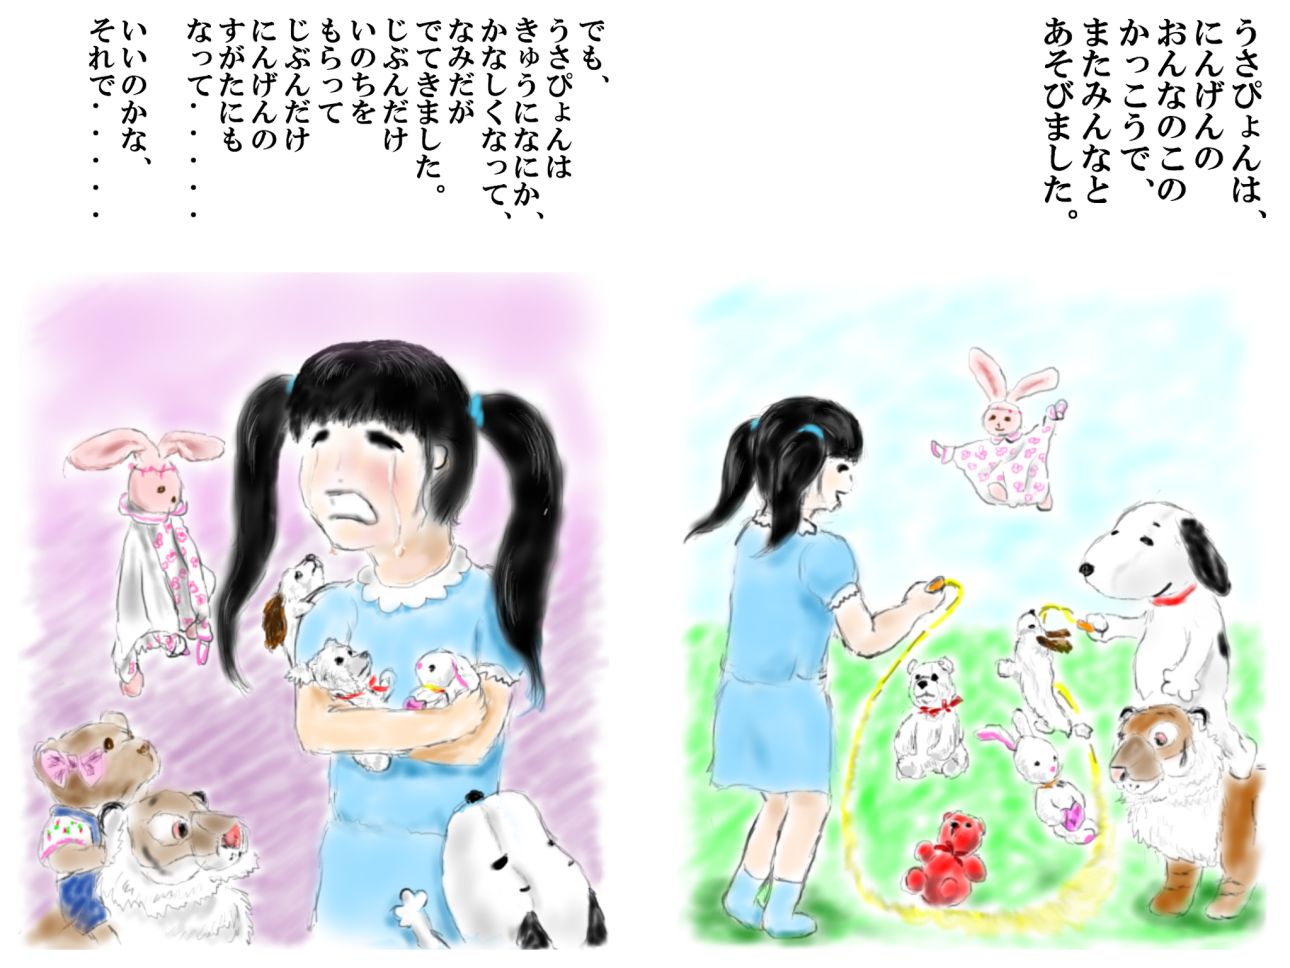 うさぴょんは、
にんげんの
おんなのこの
かっこうで、
またみんなと
あそびました。
でも、
うさぴょんは
きゅうになにか、
かなしくなって、
なみだが
でてきました。
じぶんだけ
いのちを
もらって
じぶんだけ
にんげんの
すがたにも
なって・・・・・
いいのかな、
それで・・・・・